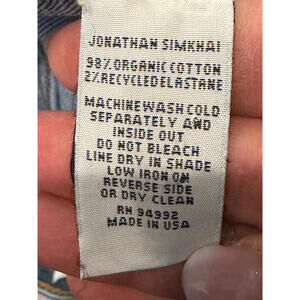 JONATHAN SIMKHAI
98% ORGANIC COTTON
2% RECYCLED ELASTANE
MACHINE WASH COLD
SEPARATELY AND
INSIDE OUT
DO NOT BLEACH
LINE DRY IN SHADE
LOW IRON ON
REVERSE SIDE
OR DRY CLEAN
RN 94992
MADE IN USA